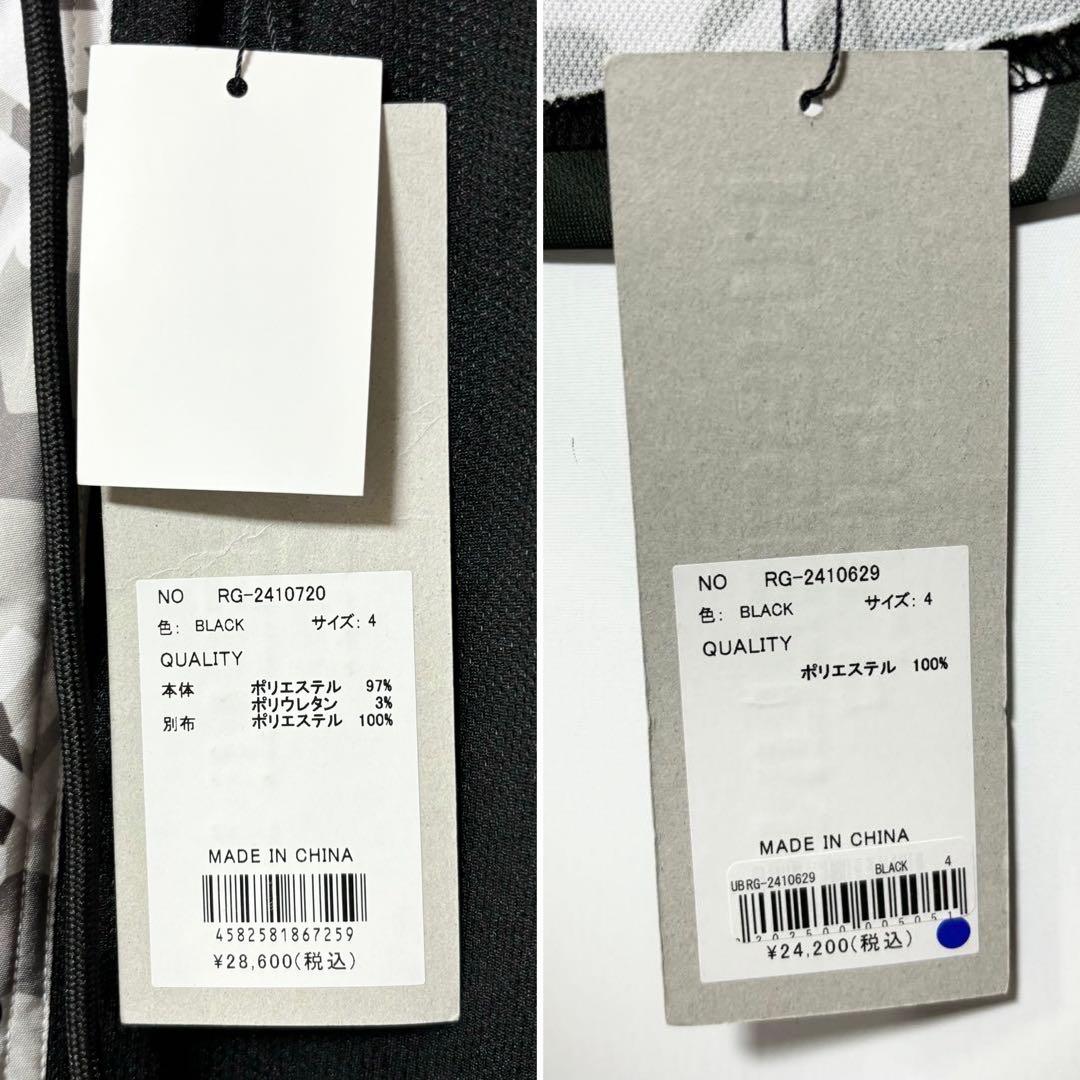 NO RG-2410720
色: BLACK サイズ: 4
QUALITY
本体 ポリエステル 97%
ポリウレタン 3%
別布 ポリエステル 100%
MADE IN CHINA
4582581867259
¥28,600(税込)
NO RG-2410629
色: BLACK サイズ: 4
QUALITY
ポリエステル 100%
MADE IN CHINA
UBRG-2410629 BLACK 4
¥24,200(税込)